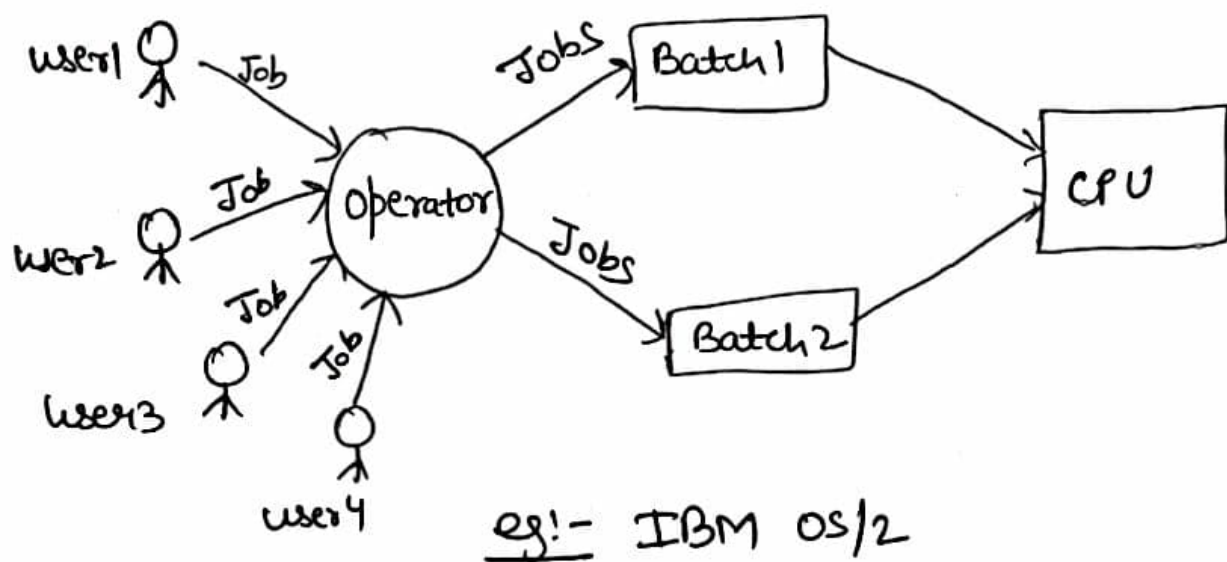 user1
Job
Jobs
Batch1
Job
operator
CPU
user2
Job
Jobs
Job
Batch2
user3
user4
eg:- IBM OS/2